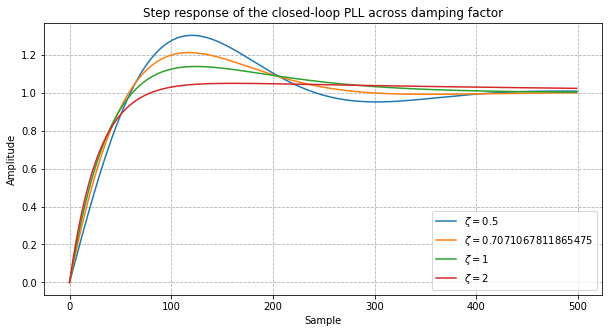 Step response of the closed-loop PLL across damping factor
Amplitude
1.2
1.0
0.8
0.6
0.4
0.2
0.0
0
100
200
300
400
500
Sample
ζ = 0.5
ζ = 0.7071067811865475
ζ = 1
ζ = 2